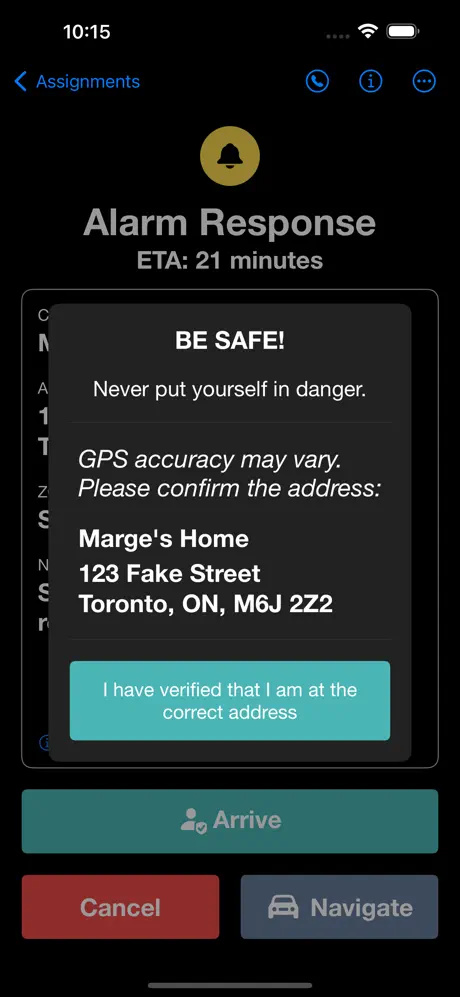 10:15
Assignments
Alarm Response
ETA: 21 minutes
BE SAFE!
Never put yourself in danger.
GPS accuracy may vary.
Please confirm the address:
Marge's Home
123 Fake Street
Toronto, ON, M6J 2Z2
I have verified that I am at the
correct address
Arrive
Cancel
Navigate